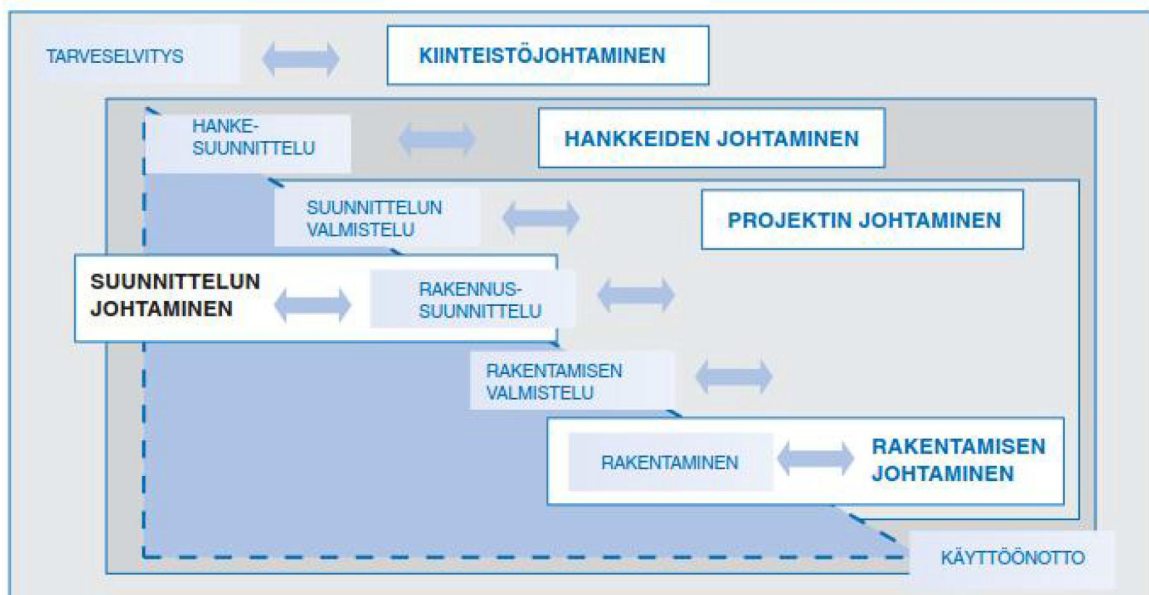 TARVESELVITYS
KIINTEISTÖJOHTAMINEN
HANKE-
SUUNNITTELU
HANKKEIDEN JOHTAMINEN
SUUNNITTELUN
VALMISTELU
PROJEKTIN JOHTAMINEN
SUUNNITTELUN
JOHTAMINEN
RAKENNUS-
SUUNNITTELU
RAKENTAMISEN
VALMISTELU
RAKENTAMINEN
RAKENTAMISEN
JOHTAMINEN
KÄYTTÖÖNOTTO